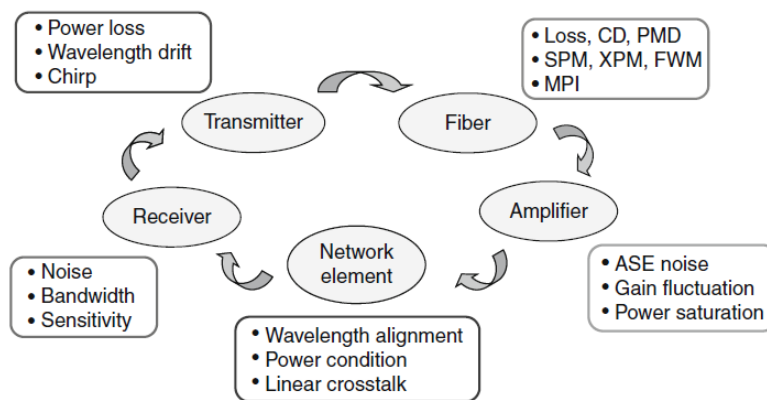 • Power loss
• Wavelength drift
• Chirp
• Loss, CD, PMD
• SPM, XPM, FWM
• MPI
Transmitter
Fiber
Receiver
Amplifier
Network
element
• Noise
• Bandwidth
• Sensitivity
• ASE noise
• Gain fluctuation
• Power saturation
• Wavelength alignment
• Power condition
• Linear crosstalk